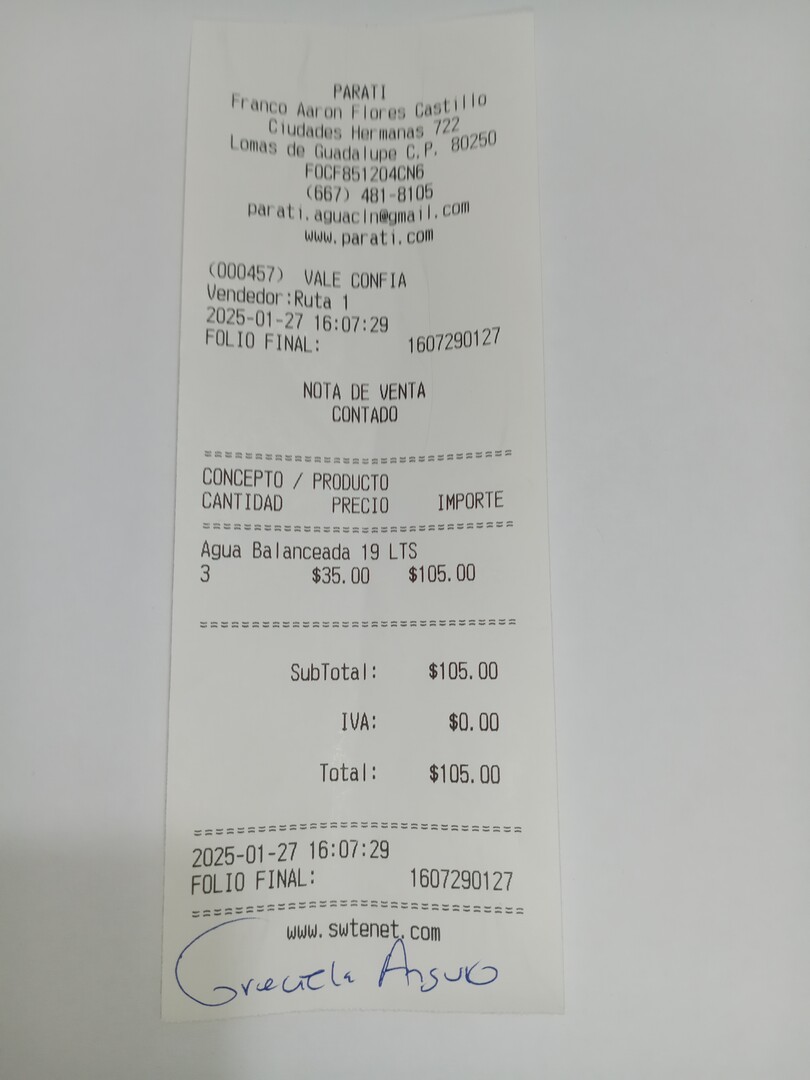 PARATI
Franco Aaron Flores Castillo
Ciudades Hermanas 722
Lomas de Guadalupe C.P. 80250
FOCF851204CN6
(667) 481-8105
parati.aguacln@gmail.com
www.parati.com
(000457) VALE CONFIA
Vendedor:Ruta 1
2025-01-27 16:07:29
FOLIO FINAL: 1607290127
NOTA DE VENTA
CONTADO
==============================
CONCEPTO / PRODUCTO
CANTIDAD PRECIO IMPORTE
==============================
Agua Balanceada 19 LTS
3 $35.00 $105.00
==============================
SubTotal: $105.00
IVA: $0.00
Total: $105.00
==============================
2025-01-27 16:07:29
FOLIO FINAL: 1607290127
==============================
www.swtenet.com
Graciela Angulo